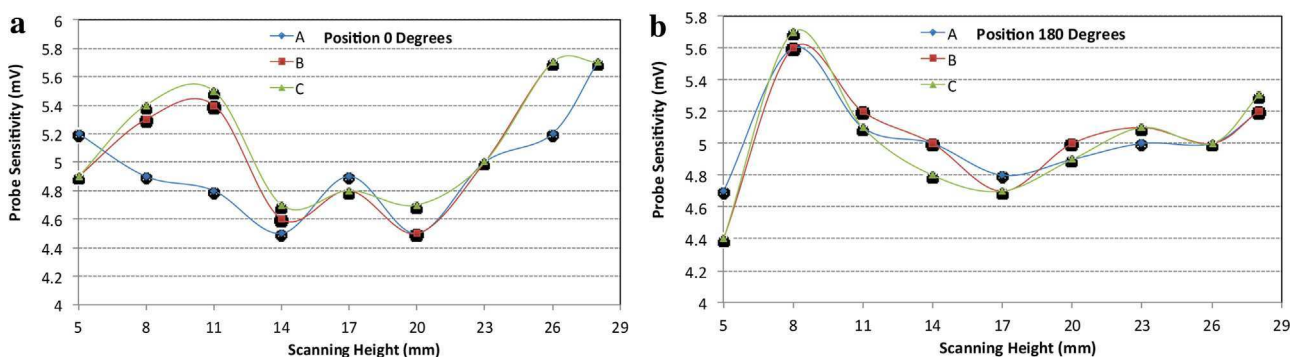 a
A Position 0 Degrees
B
C
Probe Sensitivity (mV)
6
5.8
5.6
5.4
5.2
5
4.8
4.6
4.4
4.2
4
5 8 11 14 17 20 23 26 29
Scanning Height (mm)
b
A Position 180 Degrees
B
C
Probe Sensitivity (mV)
5.8
5.6
5.4
5.2
5
4.8
4.6
4.4
4.2
4
5 8 11 14 17 20 23 26 29
Scanning Height (mm)